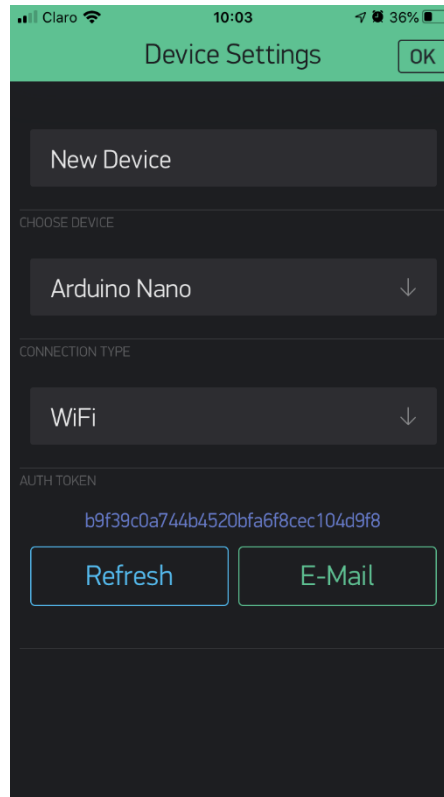 Claro 10:03 36%
Device Settings OK
New Device
CHOOSE DEVICE
Arduino Nano
CONNECTION TYPE
WiFi
AUTH TOKEN
b9f39c0a744b4520bfa6f8cec104d9f8
Refresh E-Mail